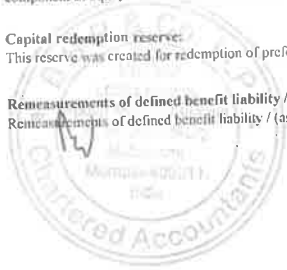 Capital redemption reserve:
This reserve was created for redemption of pref
Remeasurements of defined benefit liability /
Remeasurements of defined benefit liability / (as
Chartered Accountants